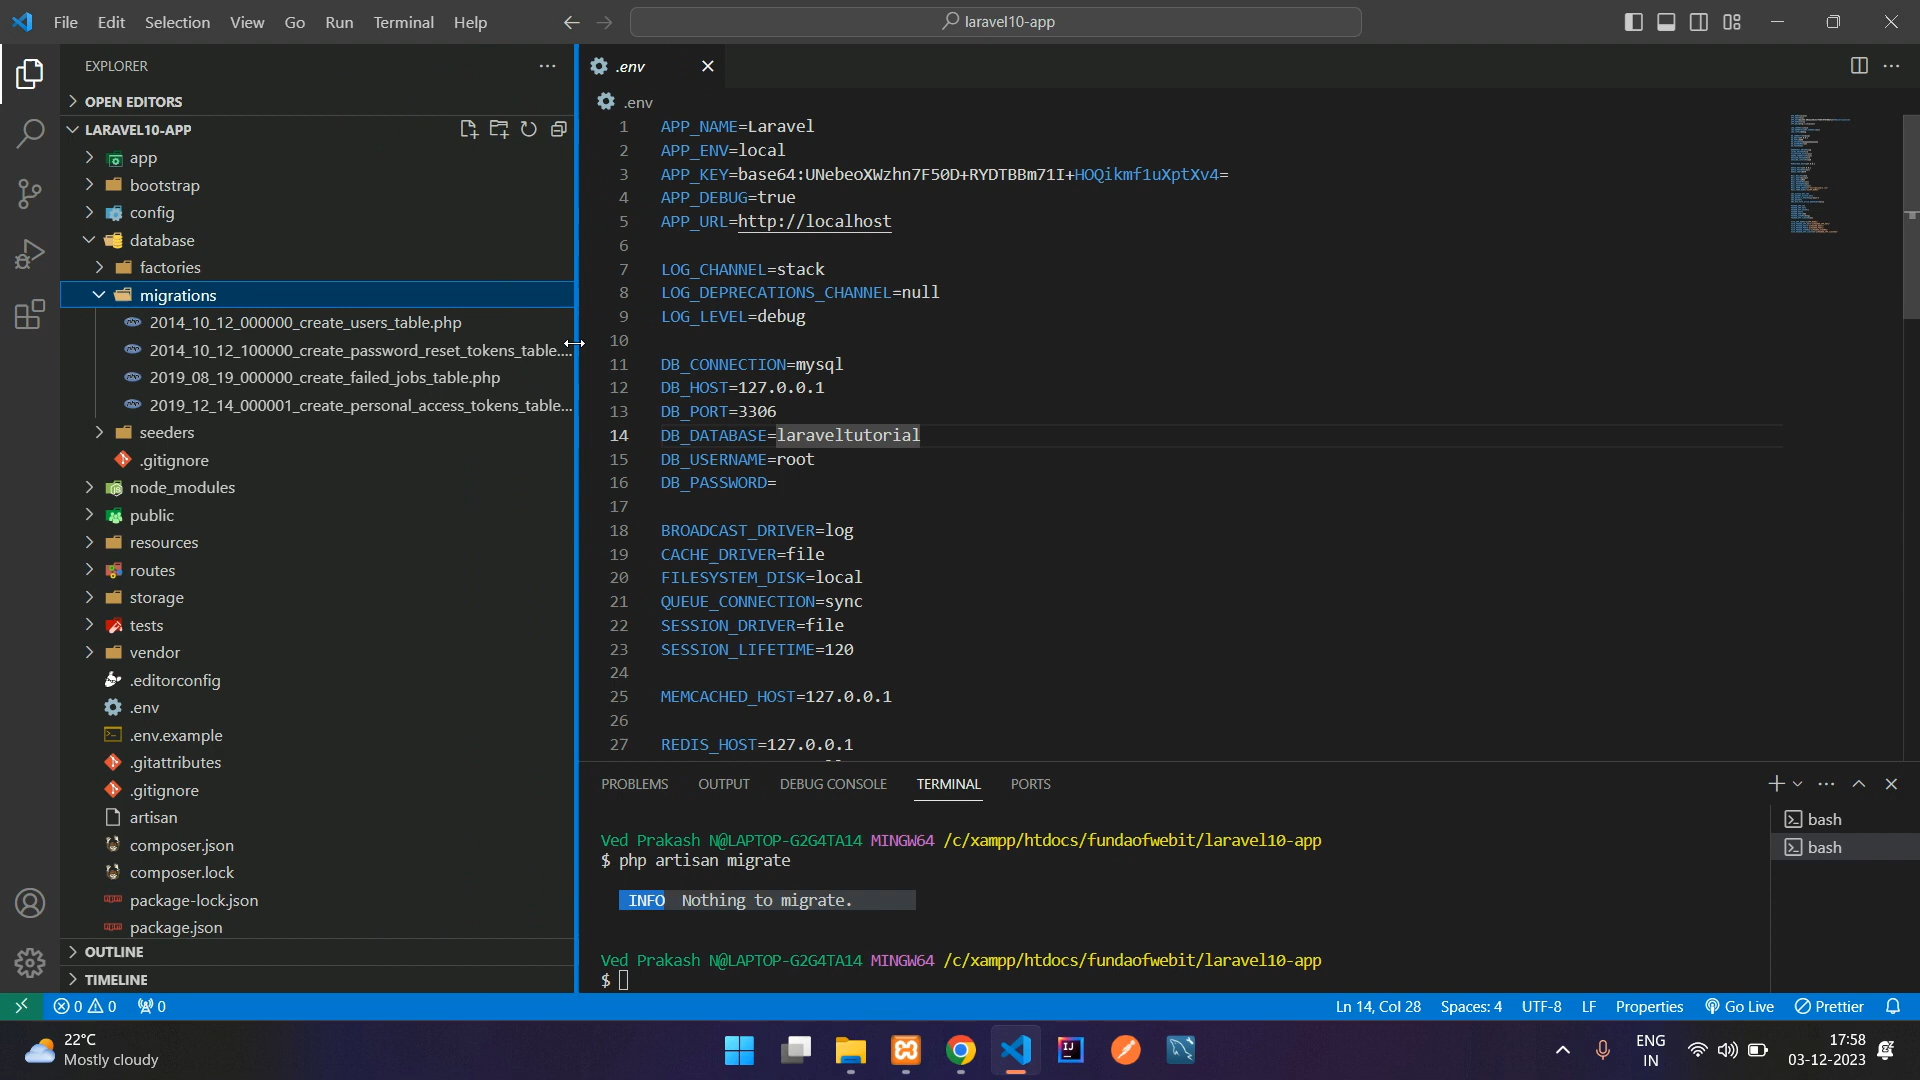 File Edit Selection View Go Run Terminal Help
laravel10-app
EXPLORER
OPEN EDITORS
LARAVEL10-APP
app
bootstrap
config
database
factories
migrations
2014_10_12_000000_create_users_table.php
2014_10_12_100000_create_password_reset_tokens_table....
2019_08_19_000000_create_failed_jobs_table.php
2019_12_14_000001_create_personal_access_tokens_table...
seeders
.gitignore
node_modules
public
resources
routes
storage
tests
vendor
.editorconfig
.env
.env.example
.gitattributes
.gitignore
artisan
composer.json
composer.lock
package-lock.json
package.json
OUTLINE
TIMELINE
.env
.env
1 APP_NAME=Laravel
2 APP_ENV=local
3 APP_KEY=base64:UNebeoXWzhn7F50D+RYDTBBm71I+HOQikmf1uXptXv4=
4 APP_DEBUG=true
5 APP_URL=http://localhost
6
7 LOG_CHANNEL=stack
8 LOG_DEPRECATIONS_CHANNEL=null
9 LOG_LEVEL=debug
10
11 DB_CONNECTION=mysql
12 DB_HOST=127.0.0.1
13 DB_PORT=3306
14 DB_DATABASE=laraveltutorial
15 DB_USERNAME=root
16 DB_PASSWORD=
17
18 BROADCAST_DRIVER=log
19 CACHE_DRIVER=file
20 FILESYSTEM_DISK=local
21 QUEUE_CONNECTION=sync
22 SESSION_DRIVER=file
23 SESSION_LIFETIME=120
24
25 MEMCACHED_HOST=127.0.0.1
26
27 REDIS_HOST=127.0.0.1
PROBLEMS OUTPUT DEBUG CONSOLE TERMINAL PORTS
Ved Prakash N@LAPTOP-G2G4TA14 MINGW64 /c/xampp/htdocs/fundaofwebit/laravel10-app
$ php artisan migrate
INFO Nothing to migrate.
Ved Prakash N@LAPTOP-G2G4TA14 MINGW64 /c/xampp/htdocs/fundaofwebit/laravel10-app
$
bash
bash
0 0 0 Ln 14, Col 28 Spaces: 4 UTF-8 LF Properties Go Live Prettier
22°C
Mostly cloudy
IJ
ENG
IN
17:58
03-12-2023